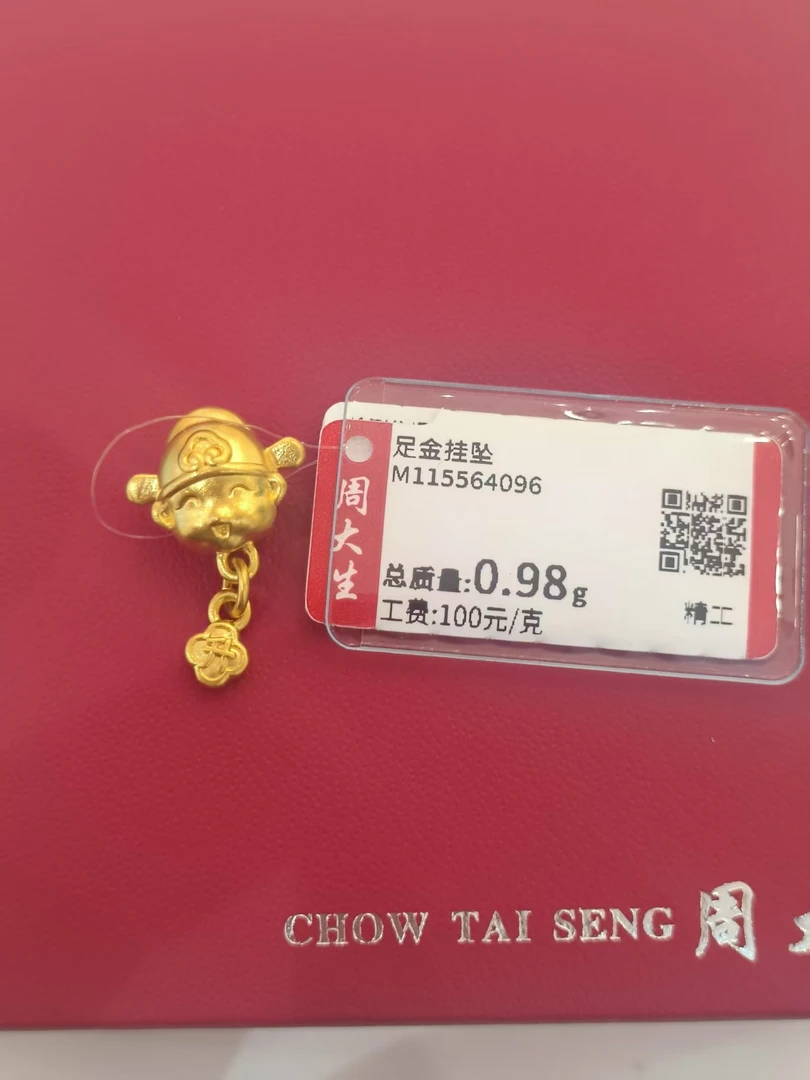 足金挂坠
M115564096
周大生
总质量:0.98g
工费:100元/克
精工
CHOW TAI SENG 周